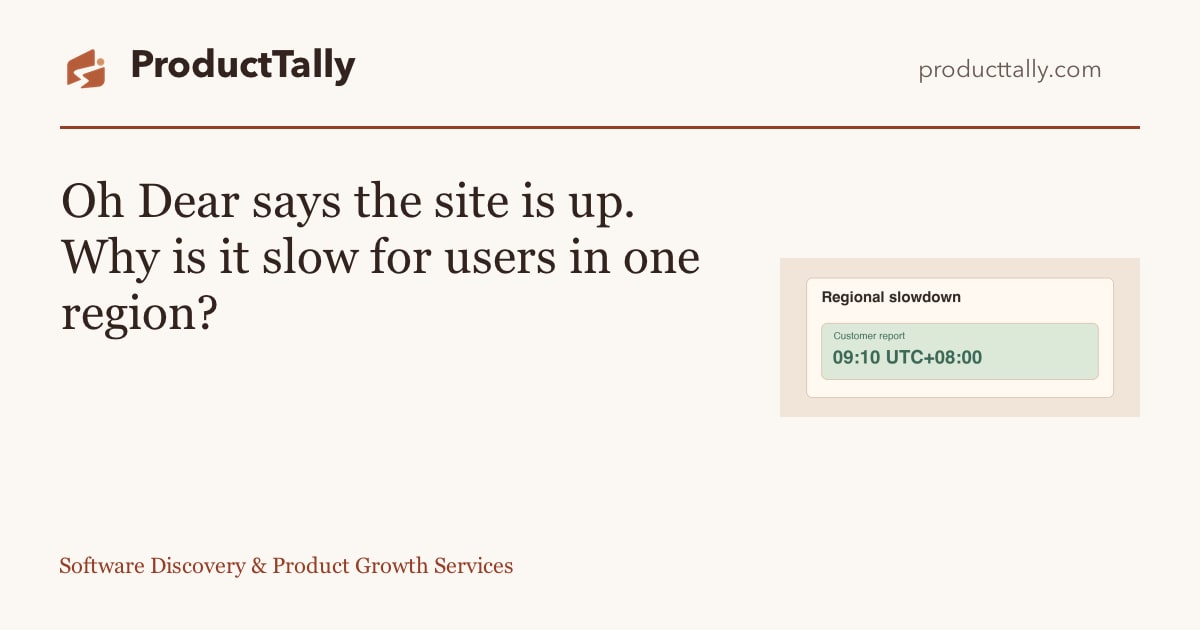 ProductTally
producttally.com
Oh Dear says the site is up.
Why is it slow for users in one
region?
Regional slowdown
Customer report
09:10 UTC+08:00
Software Discovery & Product Growth Services